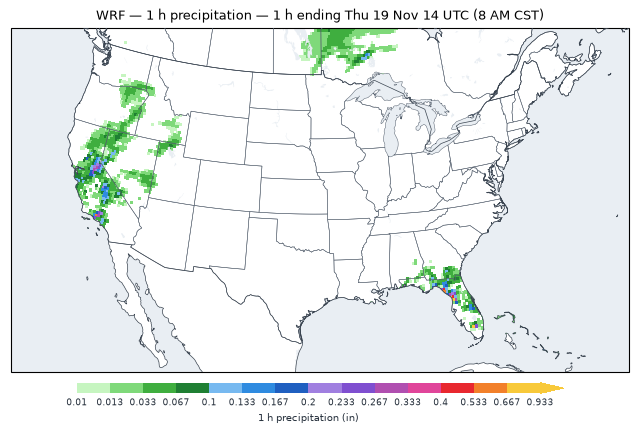 WRF — 1 h precipitation — 1 h ending Thu 19 Nov 14 UTC (8 AM CST)
0.01 0.013 0.033 0.067 0.1 0.133 0.167 0.2 0.233 0.267 0.333 0.4 0.533 0.667 0.933
1 h precipitation (in)